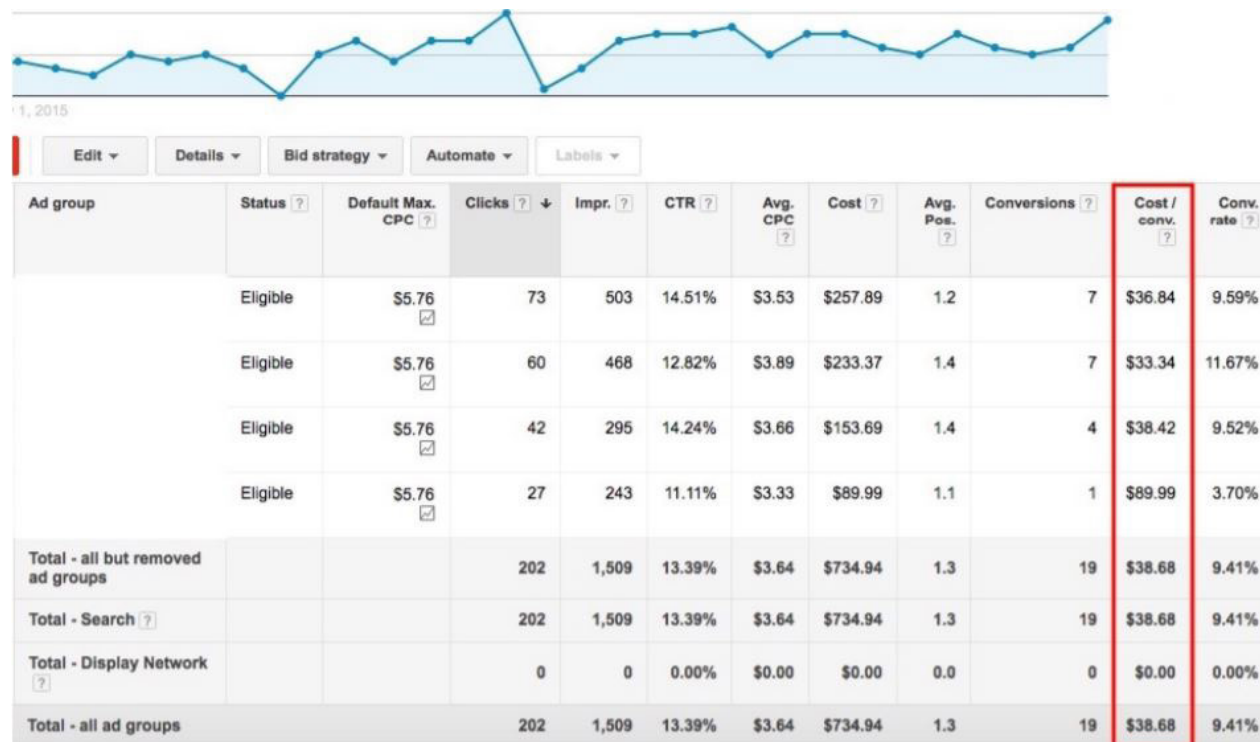 1, 2015
Edit Details Bid strategy Automate Labels
Ad group Status ? Default Max. CPC ? Clicks ? ↓ Impr. ? CTR ? Avg. CPC ? Cost ? Avg. Pos. ? Conversions ? Cost / conv. ? Conv. rate ?
Eligible $5.76 73 503 14.51% $3.53 $257.89 1.2 7 $36.84 9.59%
Eligible $5.76 60 468 12.82% $3.89 $233.37 1.4 7 $33.34 11.67%
Eligible $5.76 42 295 14.24% $3.66 $153.69 1.4 4 $38.42 9.52%
Eligible $5.76 27 243 11.11% $3.33 $89.99 1.1 1 $89.99 3.70%
Total - all but removed ad groups 202 1,509 13.39% $3.64 $734.94 1.3 19 $38.68 9.41%
Total - Search ? 202 1,509 13.39% $3.64 $734.94 1.3 19 $38.68 9.41%
Total - Display Network ? 0 0 0.00% $0.00 $0.00 0.0 0 $0.00 0.00%
Total - all ad groups 202 1,509 13.39% $3.64 $734.94 1.3 19 $38.68 9.41%